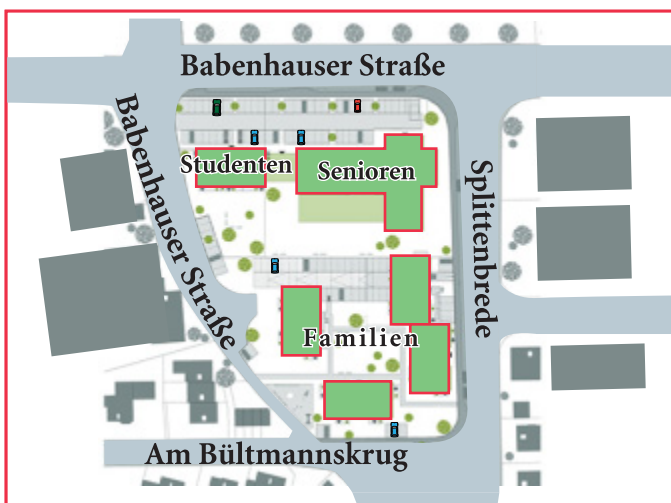 Babenhauser Straße
Babenhauser Straße
Studenten
Senioren
Splittenbrede
Familien
Am Bültmannskrug